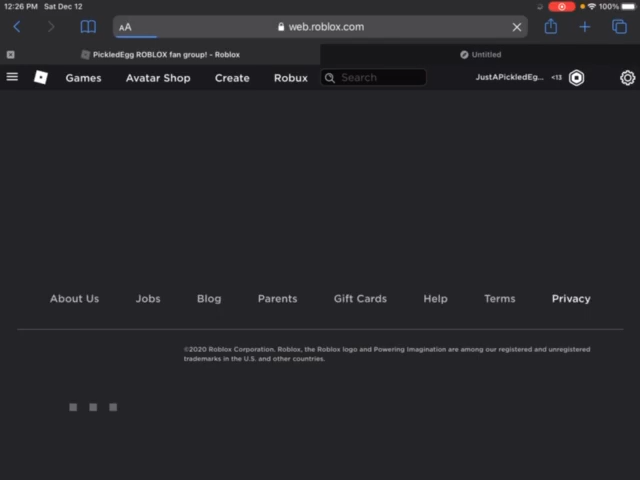 12:26 PM Sat Dec 12 100%
AA web.roblox.com
PickledEgg ROBLOX fan group! - Roblox Untitled
Games Avatar Shop Create Robux Search JustAPickledEg... <13
About Us Jobs Blog Parents Gift Cards Help Terms Privacy
©2020 Roblox Corporation. Roblox, the Roblox logo and Powering Imagination are among our registered and unregistered
trademarks in the U.S. and other countries.